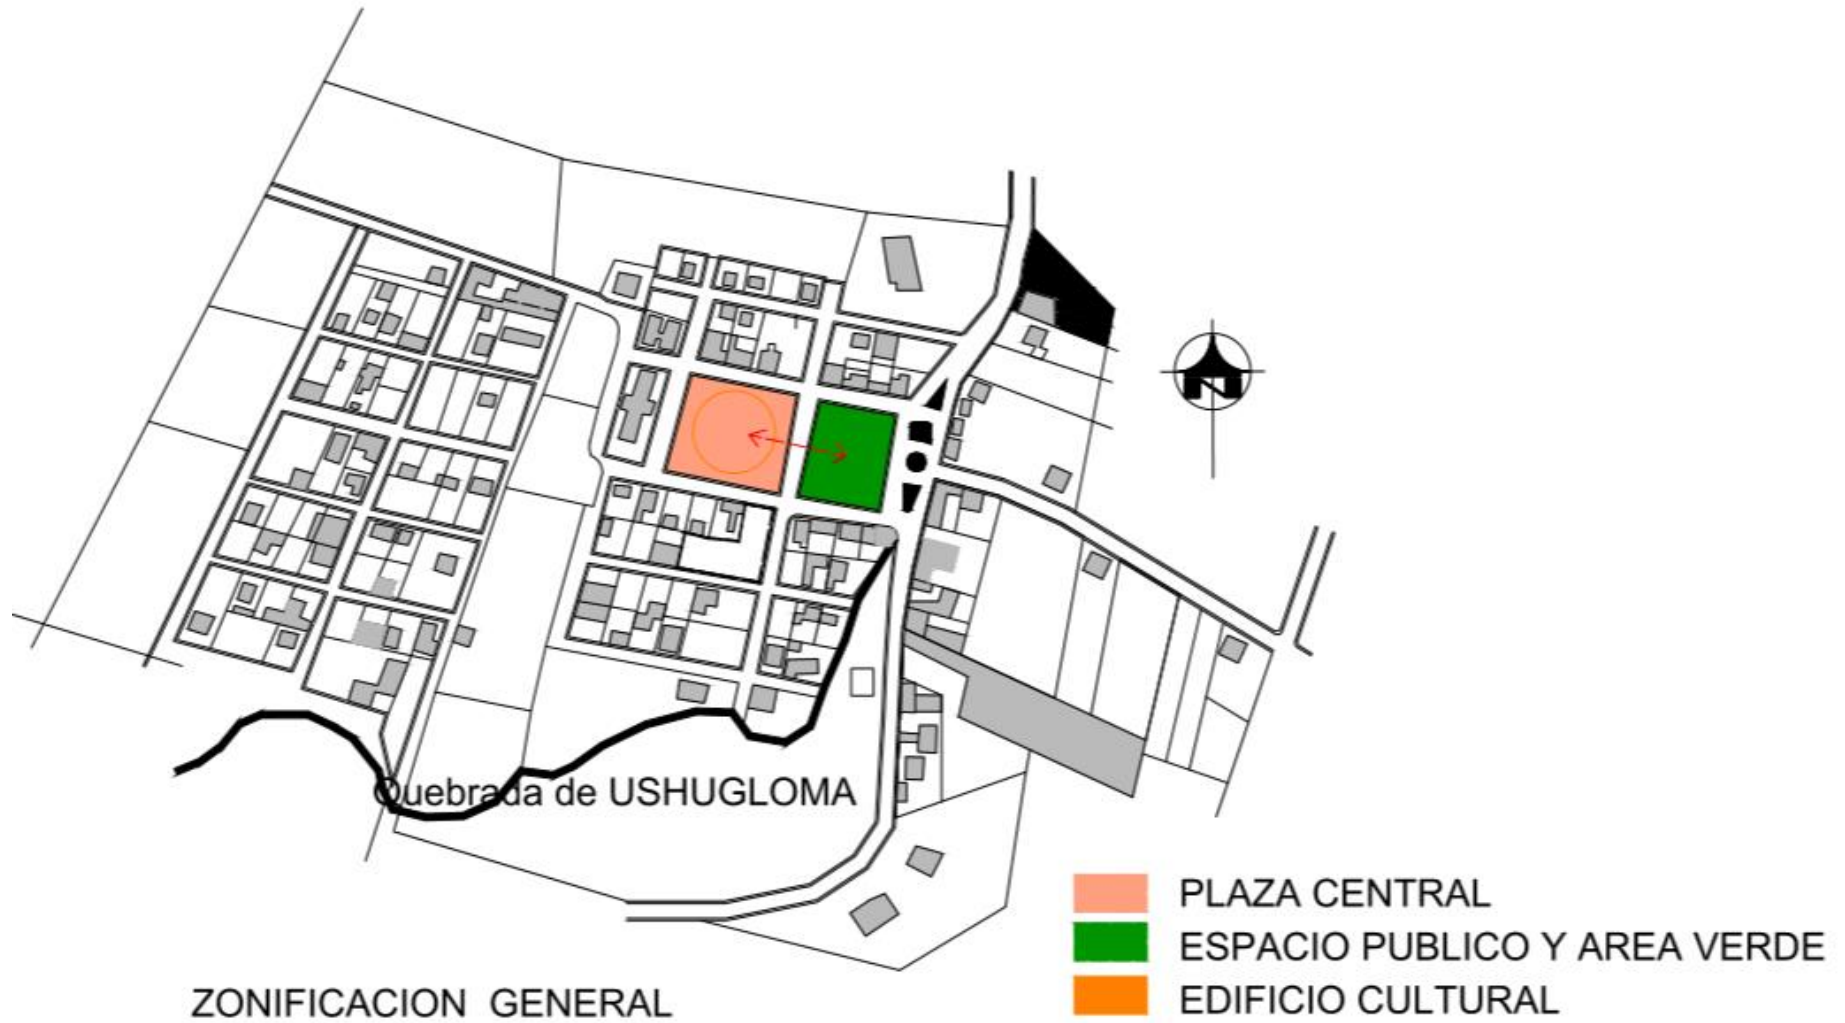 N
Quebrada de USHUGLOMA
PLAZA CENTRAL
ESPACIO PUBLICO Y AREA VERDE
EDIFICIO CULTURAL
ZONIFICACION GENERAL